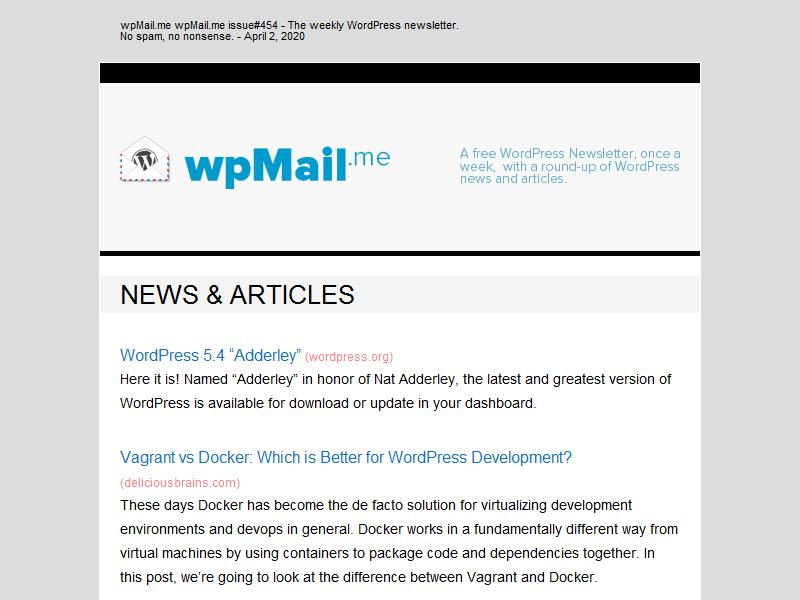 wpMail.me wpMail.me issue#454 - The weekly WordPress newsletter.
No spam, no nonsense. - April 2, 2020
wpMail.me
A free WordPress Newsletter, once a
week, with a round-up of WordPress
news and articles.
NEWS & ARTICLES
WordPress 5.4 “Adderley” (wordpress.org)
Here it is! Named “Adderley” in honor of Nat Adderley, the latest and greatest version of
WordPress is available for download or update in your dashboard.
Vagrant vs Docker: Which is Better for WordPress Development?
(deliciousbrains.com)
These days Docker has become the de facto solution for virtualizing development
environments and devops in general. Docker works in a fundamentally different way from
virtual machines by using containers to package code and dependencies together. In
this post, we’re going to look at the difference between Vagrant and Docker.